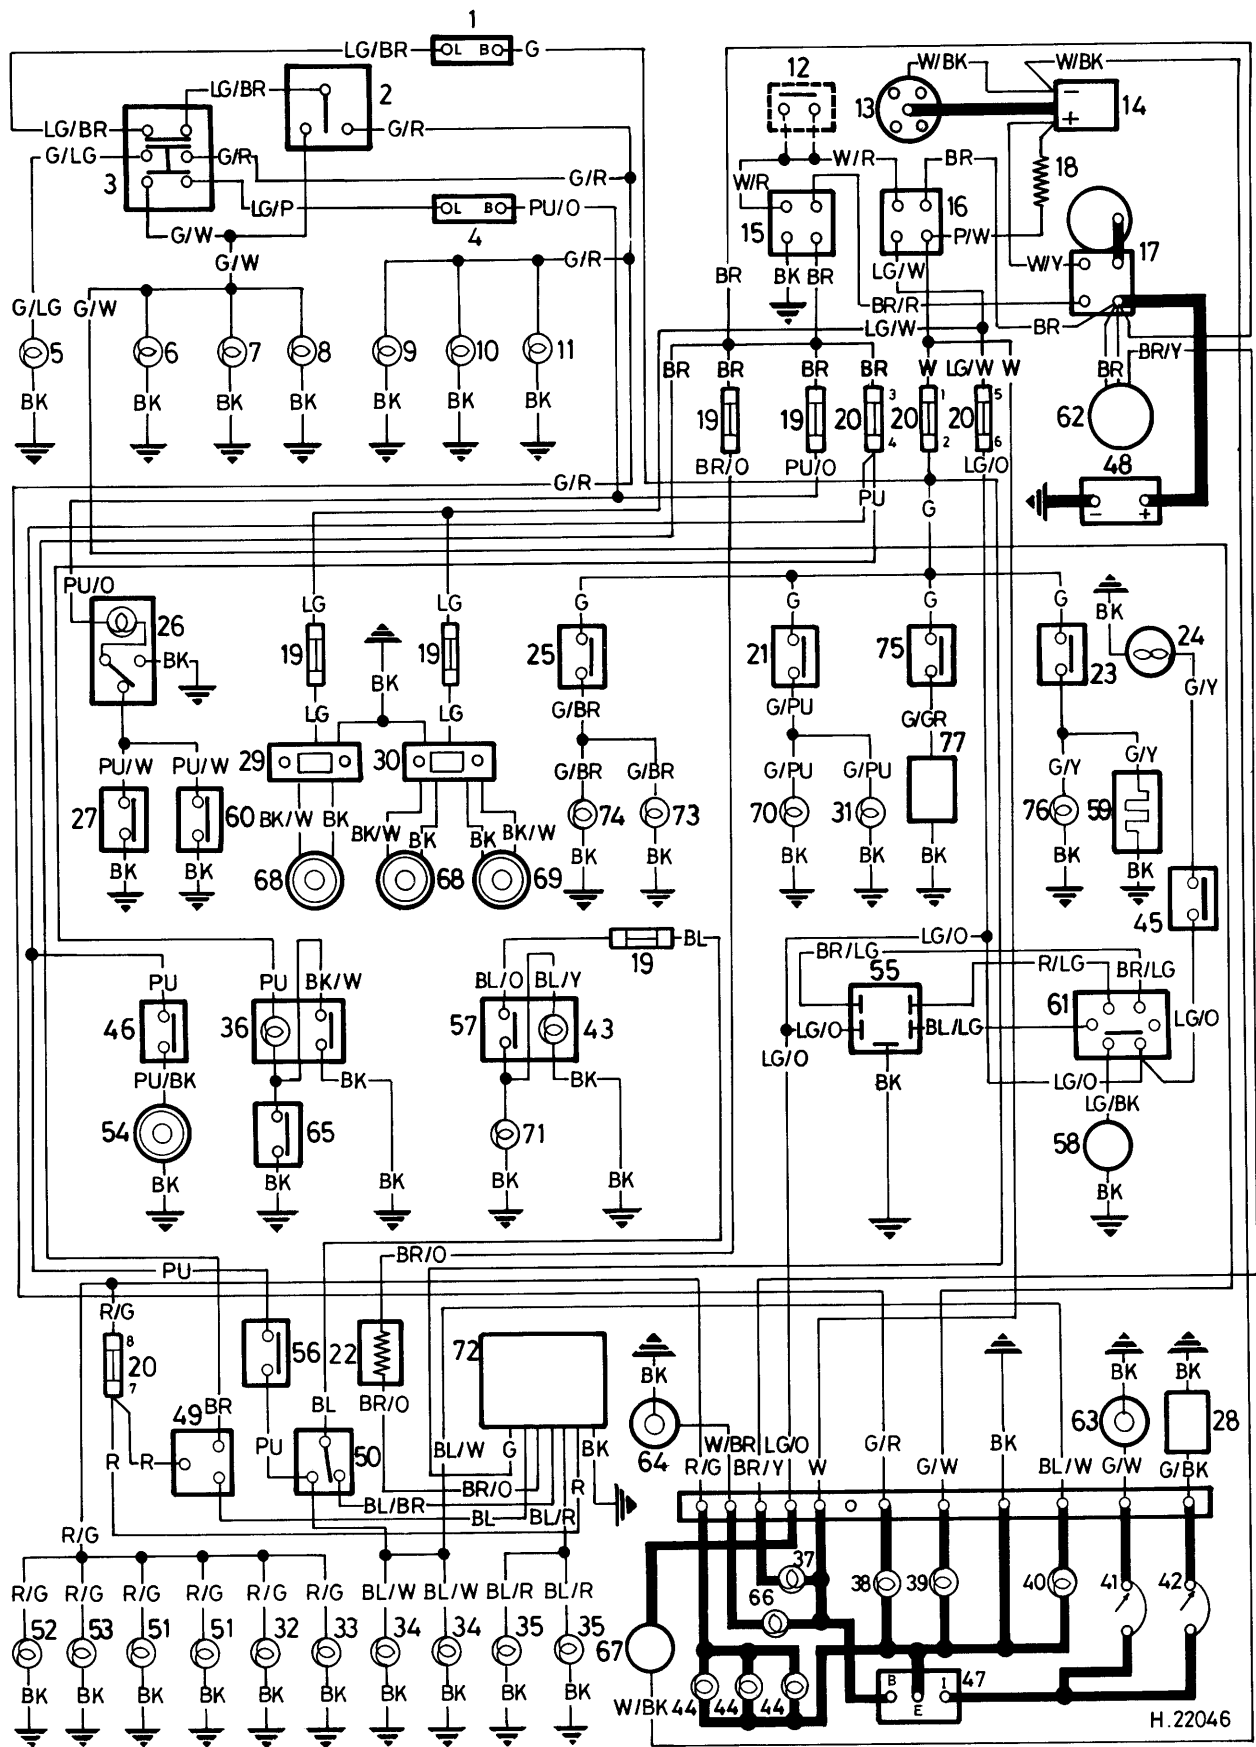 1
LG/BR L B G
12
W/BK W/BK
13 14
LG/BR 2
LG/BR G/R
G/LG G/R
W/R BR 18
3 G/R
W/R
LG/P L B PU/O
15 16 P/W
G/W 4
G/W G/R
BK BR LG/W W/Y 17
BR
G/LG G/W
BR/R
LG/W BR
5 6 7 8 9 10 11
BR/Y
BR BR BR BR W LG/W W BR
BK BK BK BK BK BK BK
19 19 20 3 4 20 1 2 20 5 6 62
BR/O PU/O LG/O 48
G/R PU G - +
PU/O
LG LG G G G G BK
26 24
19 19 25 21 75 23
BK BK G/Y
LG LG G/BR G/PU G/GR
77
PU/W PU/W 29 30 G/BR G/BR G/PU G/PU G/Y G/Y
27 60 BK/W BK BK/W BK BK BK/W 74 73 70 31 76 59
BK BK 68 68 69 BK BK BK BK BK BK BK
45
19 BL LG/O
BR/LG 55 R/LG BR/LG
PU PU BK/W BL/O BL/Y
46 36 57 43 61
LG/O BL/LG LG/O
LG/O
PU/BK BK BK BK LG/O
LG/BK
54 65 71 58
BK BK BK BK BK BK
BR/O
PU
R/G
8
20
7
56 22 72 BK BK BK
BR BR/O
49 BL 63 28
R R PU 50 BL/W G BK 64 W/BR LG/O G/R BK G/W
R/G BR/Y W G/W BL/W G/BK
BR/O R
BL/BR
BL BL/R
R/G
37
R/G R/G R/G R/G R/G R/G BL/W BL/W BL/R BL/R 38 39 40 41 42
66
52 53 51 51 32 33 34 34 35 35 67
B I 47
E
BK BK BK BK BK BK BK BK BK BK W/BK 44 44 44
H.22046